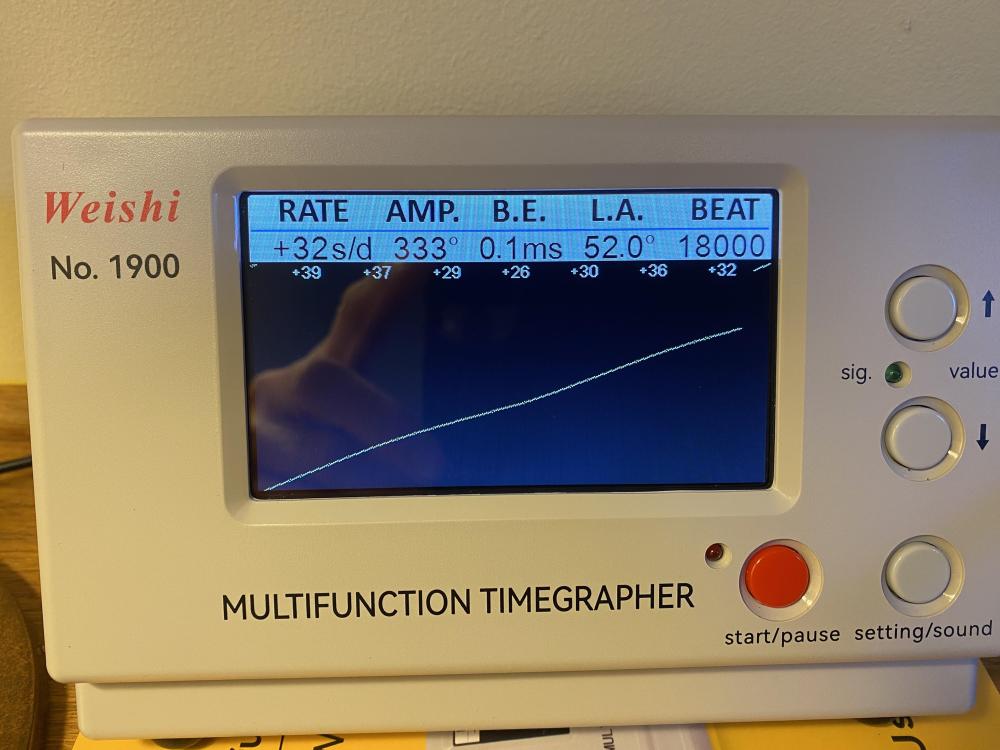 Weishi
No. 1900
RATE AMP. B.E. L.A. BEAT
+32s/d 333° 0.1ms 52.0° 18000
+39 +37 +29 +26 +30 +36 +32
↑
sig. value
↓
MULTIFUNCTION TIMEGRAPHER
start/pause setting/sound